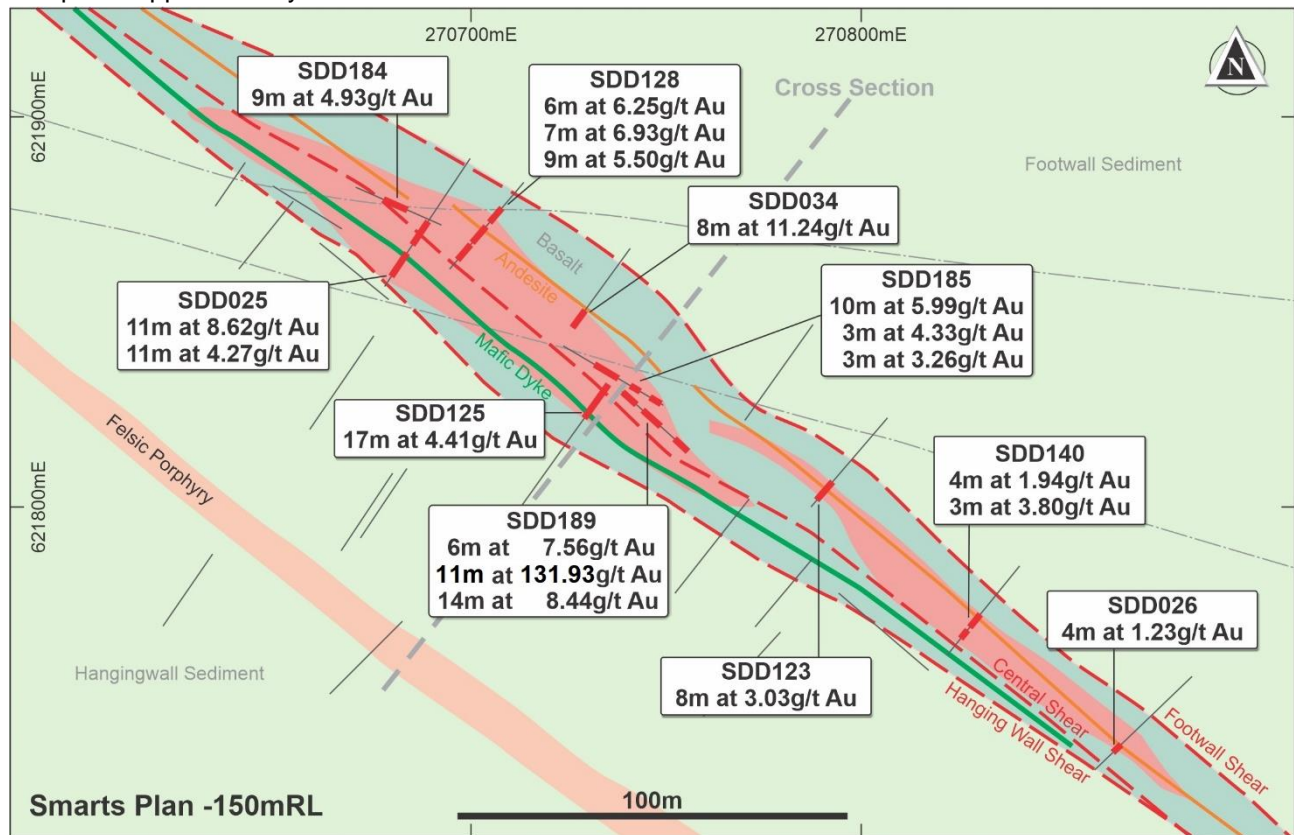 270700mE
270800mE
SDD184
9m at 4.93g/t Au
SDD128
6m at 6.25g/t Au
7m at 6.93g/t Au
9m at 5.50g/t Au
Cross Section
N
621900mE
Footwall Sediment
SDD034
8m at 11.24g/t Au
Basalt
Andesite
SDD185
10m at 5.99g/t Au
3m at 4.33g/t Au
3m at 3.26g/t Au
SDD025
11m at 8.62g/t Au
11m at 4.27g/t Au
Mafic Dyke
SDD125
17m at 4.41g/t Au
Felsic Porphyry
SDD140
4m at 1.94g/t Au
3m at 3.80g/t Au
621800mE
SDD189
6m at 7.56g/t Au
11m at 131.93g/t Au
14m at 8.44g/t Au
SDD026
4m at 1.23g/t Au
Hangingwall Sediment
SDD123
8m at 3.03g/t Au
Central Shear
Hanging Wall Shear
Footwall Shear
Smarts Plan -150mRL
100m